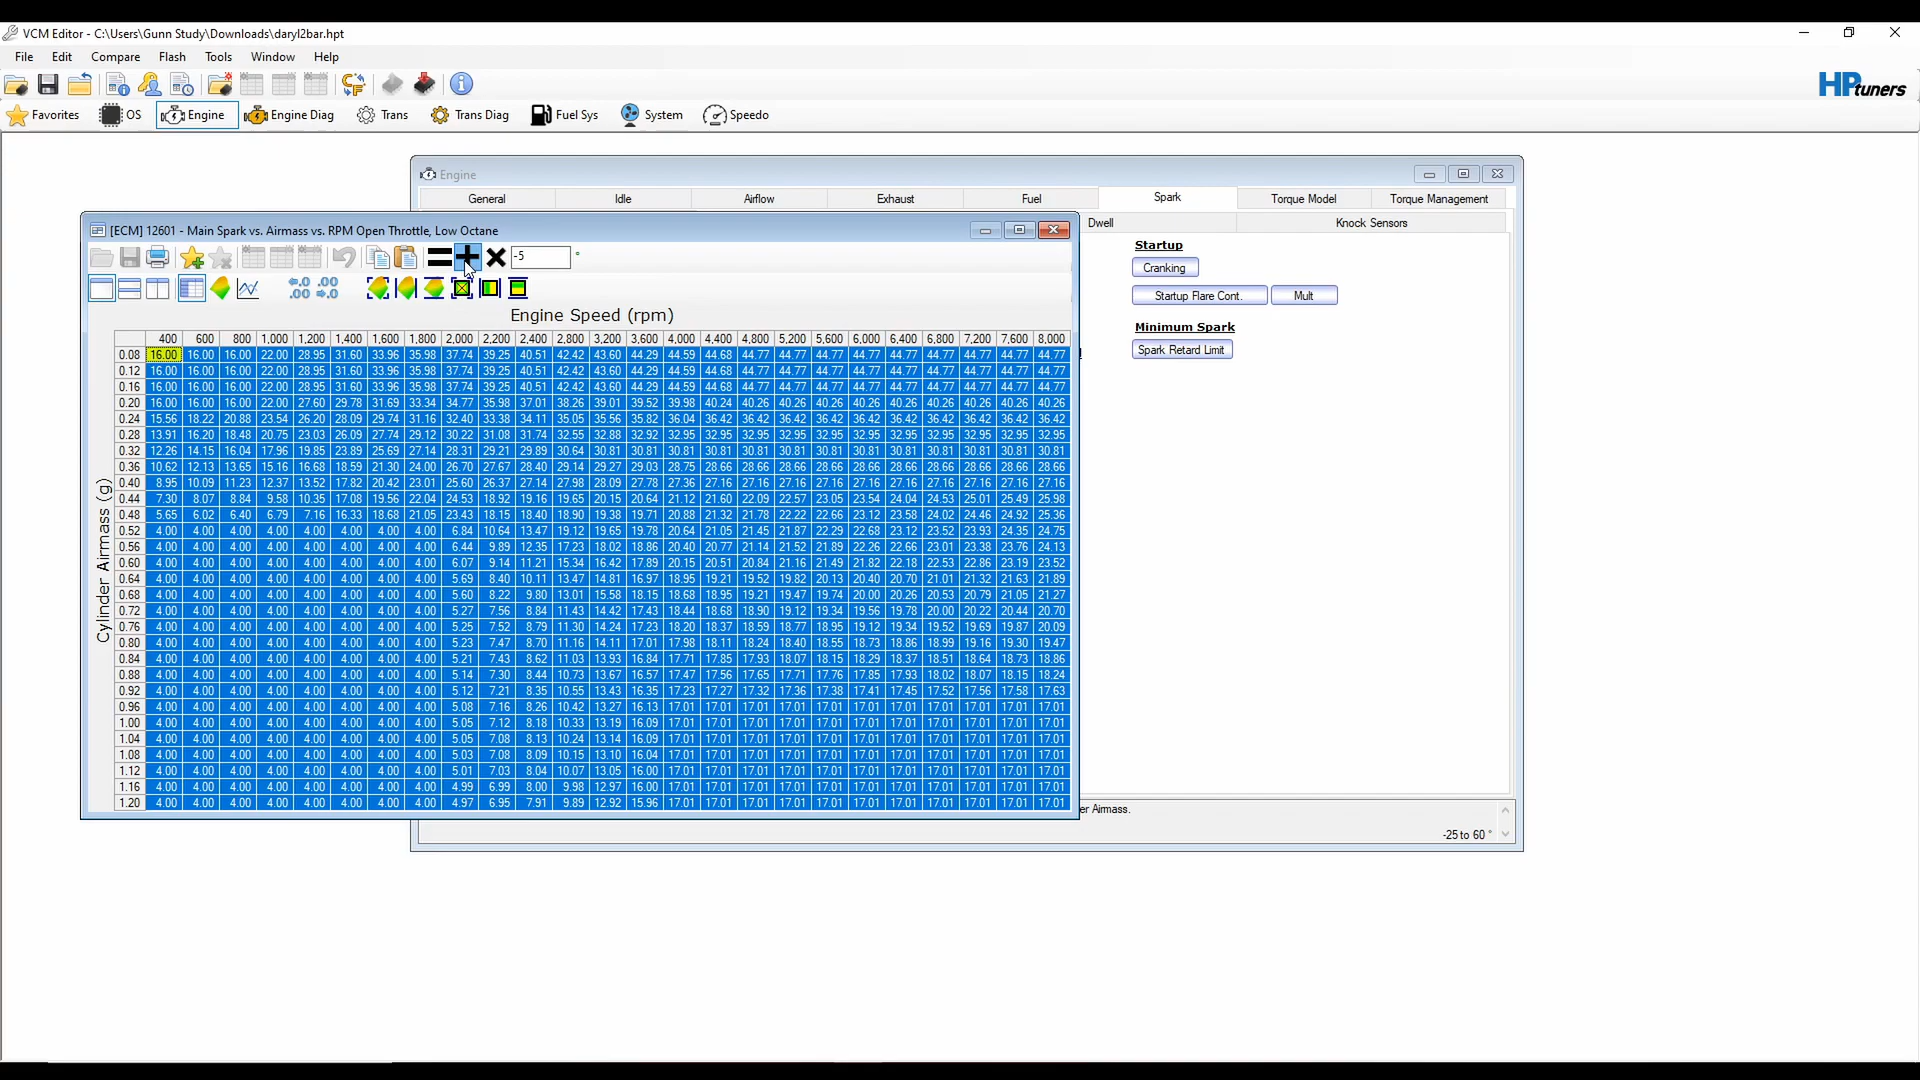 VCM Editor - C:\Users\Gunn Study\Downloads\daryl2bar.hpt
File Edit Compare Flash Tools Window Help
HPtuners
Favorites OS Engine Engine Diag Trans Trans Diag Fuel Sys System Speedo
Engine
General Idle Airflow Exhaust Fuel Spark Torque Model Torque Management
Dwell Knock Sensors
[ECM] 12601 - Main Spark vs. Airmass vs. RPM Open Throttle, Low Octane
-5 °
Engine Speed (rpm)
Cylinder Airmass (g)
400 600 800 1,000 1,200 1,400 1,600 1,800 2,000 2,200 2,400 2,800 3,200 3,600 4,000 4,400 4,800 5,200 5,600 6,000 6,400 6,800 7,200 7,600 8,000
0.08 16.00 16.00 16.00 22.00 28.95 31.60 33.96 35.98 37.74 39.25 40.51 42.42 43.60 44.29 44.59 44.68 44.77 44.77 44.77 44.77 44.77 44.77 44.77 44.77 44.77
0.12 16.00 16.00 16.00 22.00 28.95 31.60 33.96 35.98 37.74 39.25 40.51 42.42 43.60 44.29 44.59 44.68 44.77 44.77 44.77 44.77 44.77 44.77 44.77 44.77 44.77
0.16 16.00 16.00 16.00 22.00 28.95 31.60 33.96 35.98 37.74 39.25 40.51 42.42 43.60 44.29 44.59 44.68 44.77 44.77 44.77 44.77 44.77 44.77 44.77 44.77 44.77
0.20 16.00 16.00 16.00 22.00 27.60 29.78 31.69 33.34 34.77 35.98 37.01 38.26 39.01 39.52 39.98 40.24 40.26 40.26 40.26 40.26 40.26 40.26 40.26 40.26 40.26
0.24 15.56 18.22 20.88 23.54 26.20 28.09 29.74 31.16 32.40 33.38 34.11 35.05 35.56 35.82 36.04 36.42 36.42 36.42 36.42 36.42 36.42 36.42 36.42 36.42 36.42
0.28 13.91 16.20 18.48 20.75 23.03 26.09 27.74 29.12 30.22 31.08 31.74 32.55 32.88 32.92 32.95 32.95 32.95 32.95 32.95 32.95 32.95 32.95 32.95 32.95 32.95
0.32 12.26 14.15 16.04 17.96 19.85 23.89 25.69 27.14 28.31 29.21 29.89 30.64 30.81 30.81 30.81 30.81 30.81 30.81 30.81 30.81 30.81 30.81 30.81 30.81 30.81
0.36 10.62 12.13 13.65 15.16 16.68 18.59 21.30 24.00 26.70 27.67 28.40 29.14 29.27 29.03 28.75 28.66 28.66 28.66 28.66 28.66 28.66 28.66 28.66 28.66 28.66
0.40 8.95 10.09 11.23 12.37 13.52 17.82 20.42 23.01 25.60 26.37 27.14 27.98 28.09 27.78 27.36 27.16 27.16 27.16 27.16 27.16 27.16 27.16 27.16 27.16 27.16
0.44 7.30 8.07 8.84 9.58 10.35 17.08 19.56 22.04 24.53 18.92 19.16 19.65 20.15 20.64 21.12 21.60 22.09 22.57 23.05 23.54 24.04 24.53 25.01 25.49 25.98
0.48 5.65 6.02 6.40 6.79 7.16 16.33 18.68 21.05 23.43 18.15 18.40 18.90 19.38 19.71 20.88 21.32 21.78 22.22 22.66 23.12 23.58 24.02 24.46 24.92 25.36
0.52 4.00 4.00 4.00 4.00 4.00 4.00 4.00 4.00 6.84 10.64 13.47 19.12 19.65 19.78 20.64 21.05 21.45 21.87 22.29 22.68 23.12 23.52 23.93 24.35 24.75
0.56 4.00 4.00 4.00 4.00 4.00 4.00 4.00 4.00 6.44 9.89 12.35 17.23 18.02 18.86 20.40 20.77 21.14 21.52 21.89 22.26 22.66 23.01 23.38 23.76 24.13
0.60 4.00 4.00 4.00 4.00 4.00 4.00 4.00 4.00 6.07 9.14 11.21 15.34 16.42 17.89 20.15 20.51 20.84 21.16 21.49 21.82 22.18 22.53 22.86 23.19 23.52
0.64 4.00 4.00 4.00 4.00 4.00 4.00 4.00 4.00 5.69 8.40 10.11 13.47 14.81 16.97 18.95 19.21 19.52 19.82 20.13 20.40 20.70 21.01 21.32 21.63 21.89
0.68 4.00 4.00 4.00 4.00 4.00 4.00 4.00 4.00 5.60 8.22 9.80 13.01 15.58 18.15 18.68 18.95 19.21 19.47 19.74 20.00 20.26 20.53 20.79 21.05 21.27
0.72 4.00 4.00 4.00 4.00 4.00 4.00 4.00 4.00 5.27 7.56 8.84 11.43 14.42 17.43 18.44 18.68 18.90 19.12 19.34 19.56 19.78 20.00 20.22 20.44 20.70
0.76 4.00 4.00 4.00 4.00 4.00 4.00 4.00 4.00 5.25 7.52 8.79 11.30 14.24 17.23 18.20 18.37 18.59 18.77 18.95 19.12 19.34 19.52 19.69 19.87 20.09
0.80 4.00 4.00 4.00 4.00 4.00 4.00 4.00 4.00 5.23 7.47 8.70 11.16 14.11 17.01 17.98 18.11 18.24 18.40 18.55 18.73 18.86 18.99 19.16 19.30 19.47
0.84 4.00 4.00 4.00 4.00 4.00 4.00 4.00 4.00 5.21 7.43 8.62 11.03 13.93 16.84 17.71 17.85 17.93 18.07 18.15 18.29 18.37 18.51 18.64 18.73 18.86
0.88 4.00 4.00 4.00 4.00 4.00 4.00 4.00 4.00 5.14 7.30 8.44 10.73 13.67 16.57 17.47 17.56 17.65 17.71 17.76 17.85 17.93 18.02 18.07 18.15 18.24
0.92 4.00 4.00 4.00 4.00 4.00 4.00 4.00 4.00 5.12 7.21 8.35 10.55 13.43 16.35 17.23 17.27 17.32 17.36 17.38 17.41 17.45 17.52 17.56 17.58 17.63
0.96 4.00 4.00 4.00 4.00 4.00 4.00 4.00 4.00 5.08 7.16 8.26 10.42 13.27 16.13 17.01 17.01 17.01 17.01 17.01 17.01 17.01 17.01 17.01 17.01 17.01
1.00 4.00 4.00 4.00 4.00 4.00 4.00 4.00 4.00 5.05 7.12 8.18 10.33 13.19 16.09 17.01 17.01 17.01 17.01 17.01 17.01 17.01 17.01 17.01 17.01 17.01
1.04 4.00 4.00 4.00 4.00 4.00 4.00 4.00 4.00 5.05 7.08 8.13 10.24 13.14 16.09 17.01 17.01 17.01 17.01 17.01 17.01 17.01 17.01 17.01 17.01 17.01
1.08 4.00 4.00 4.00 4.00 4.00 4.00 4.00 4.00 5.03 7.08 8.09 10.15 13.10 16.04 17.01 17.01 17.01 17.01 17.01 17.01 17.01 17.01 17.01 17.01 17.01
1.12 4.00 4.00 4.00 4.00 4.00 4.00 4.00 4.00 5.01 7.03 8.04 10.07 13.05 16.00 17.01 17.01 17.01 17.01 17.01 17.01 17.01 17.01 17.01 17.01 17.01
1.16 4.00 4.00 4.00 4.00 4.00 4.00 4.00 4.00 4.99 6.99 8.00 9.98 12.97 16.00 17.01 17.01 17.01 17.01 17.01 17.01 17.01 17.01 17.01 17.01 17.01
1.20 4.00 4.00 4.00 4.00 4.00 4.00 4.00 4.00 4.97 6.95 7.91 9.89 12.92 15.96 17.01 17.01 17.01 17.01 17.01 17.01 17.01 17.01 17.01 17.01 17.01
Startup
Cranking
Startup Flare Cont. Mult
Minimum Spark
Spark Retard Limit
er Airmass.
-25 to 60 °